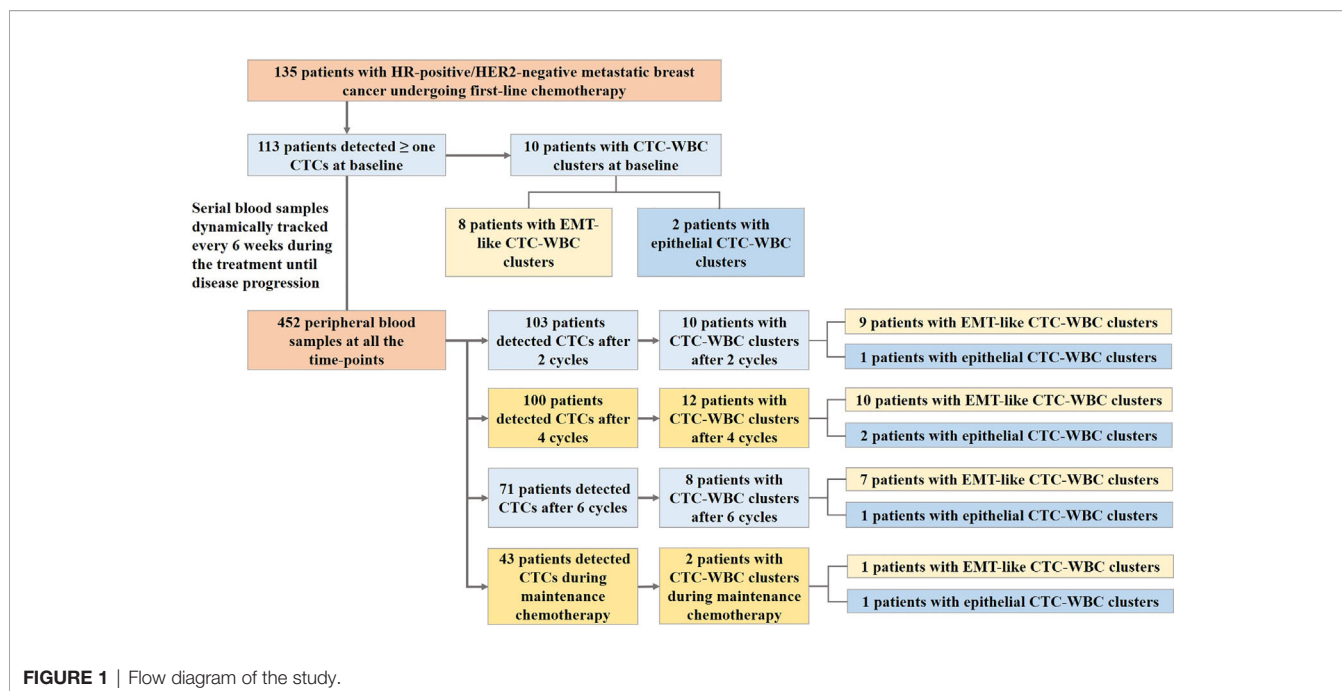 135 patients with HR-positive/HER2-negative metastatic breast
cancer undergoing first-line chemotherapy
113 patients detected ≥ one
CTCs at baseline
10 patients with CTC-WBC
clusters at baseline
8 patients with EMT-
like CTC-WBC
clusters
2 patients with
epithelial CTC-WBC
clusters
Serial blood samples
dynamically tracked
every 6 weeks during
the treatment until
disease progression
452 peripheral blood
samples at all the
time-points
103 patients
detected CTCs after
2 cycles
10 patients with
CTC-WBC clusters
after 2 cycles
9 patients with EMT-like CTC-WBC clusters
1 patients with epithelial CTC-WBC clusters
100 patients
detected CTCs after
4 cycles
12 patients with
CTC-WBC clusters
after 4 cycles
10 patients with EMT-like CTC-WBC clusters
2 patients with epithelial CTC-WBC clusters
71 patients detected
CTCs after 6 cycles
8 patients with
CTC-WBC clusters
after 6 cycles
7 patients with EMT-like CTC-WBC clusters
1 patients with epithelial CTC-WBC clusters
43 patients detected
CTCs during
maintenance
chemotherapy
2 patients with
CTC-WBC clusters
during maintenance
chemotherapy
1 patients with EMT-like CTC-WBC clusters
1 patients with epithelial CTC-WBC clusters
FIGURE 1 | Flow diagram of the study.